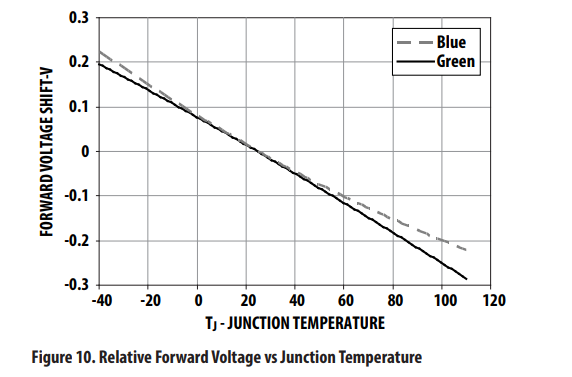 0.3
0.2
0.1
0
-0.1
-0.2
-0.3
FORWARD VOLTAGE SHIFT-V
Blue
Green
-40 -20 0 20 40 60 80 100 120
TJ - JUNCTION TEMPERATURE
Figure 10. Relative Forward Voltage vs Junction Temperature